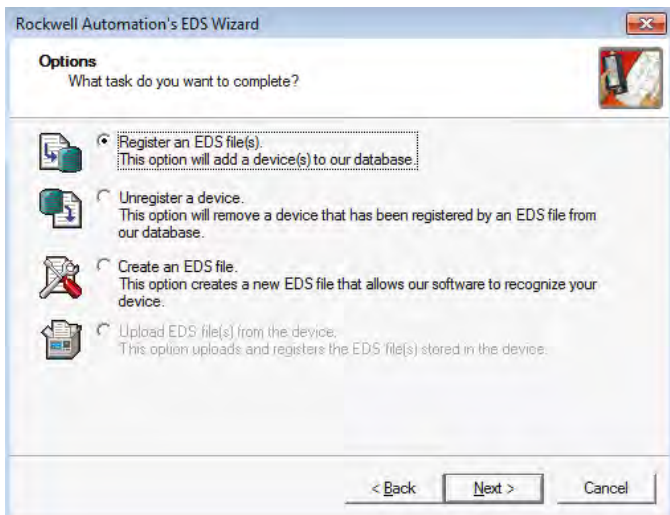 Rockwell Automation's EDS Wizard
Options
What task do you want to complete?
Register an EDS file(s).
This option will add a device(s) to our database.
Unregister a device.
This option will remove a device that has been registered by an EDS file from
our database.
Create an EDS file.
This option creates a new EDS file that allows our software to recognize your
device.
Upload EDS file(s) from the device.
This option uploads and registers the EDS file(s) stored in the device.
< Back
Next >
Cancel